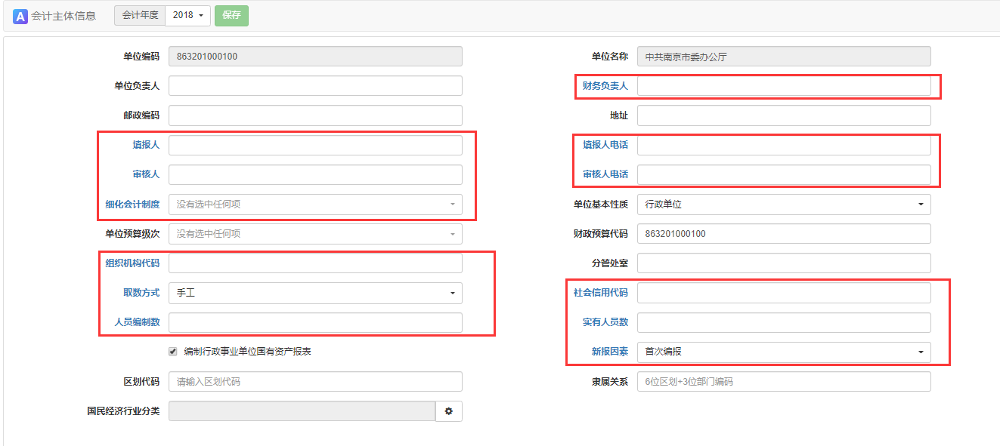 A 会计主体信息 会计年度 2018 保存
单位编码 863201000100 单位名称 中共南京市委办公厅
单位负责人 财务负责人
邮政编码 地址
填报人 填报人电话
审核人 审核人电话
细化会计制度 没有选中任何项 单位基本性质 行政单位
单位预算级次 没有选中任何项 财政预算代码 863201000100
组织机构代码 分管处室
取数方式 手工 社会信用代码
人员编制数 实有人员数
编制行政事业单位国有资产报表 新报因素 首次编报
区划代码 请输入区划代码 隶属关系 6位区划+3位部门编码
国民经济行业分类